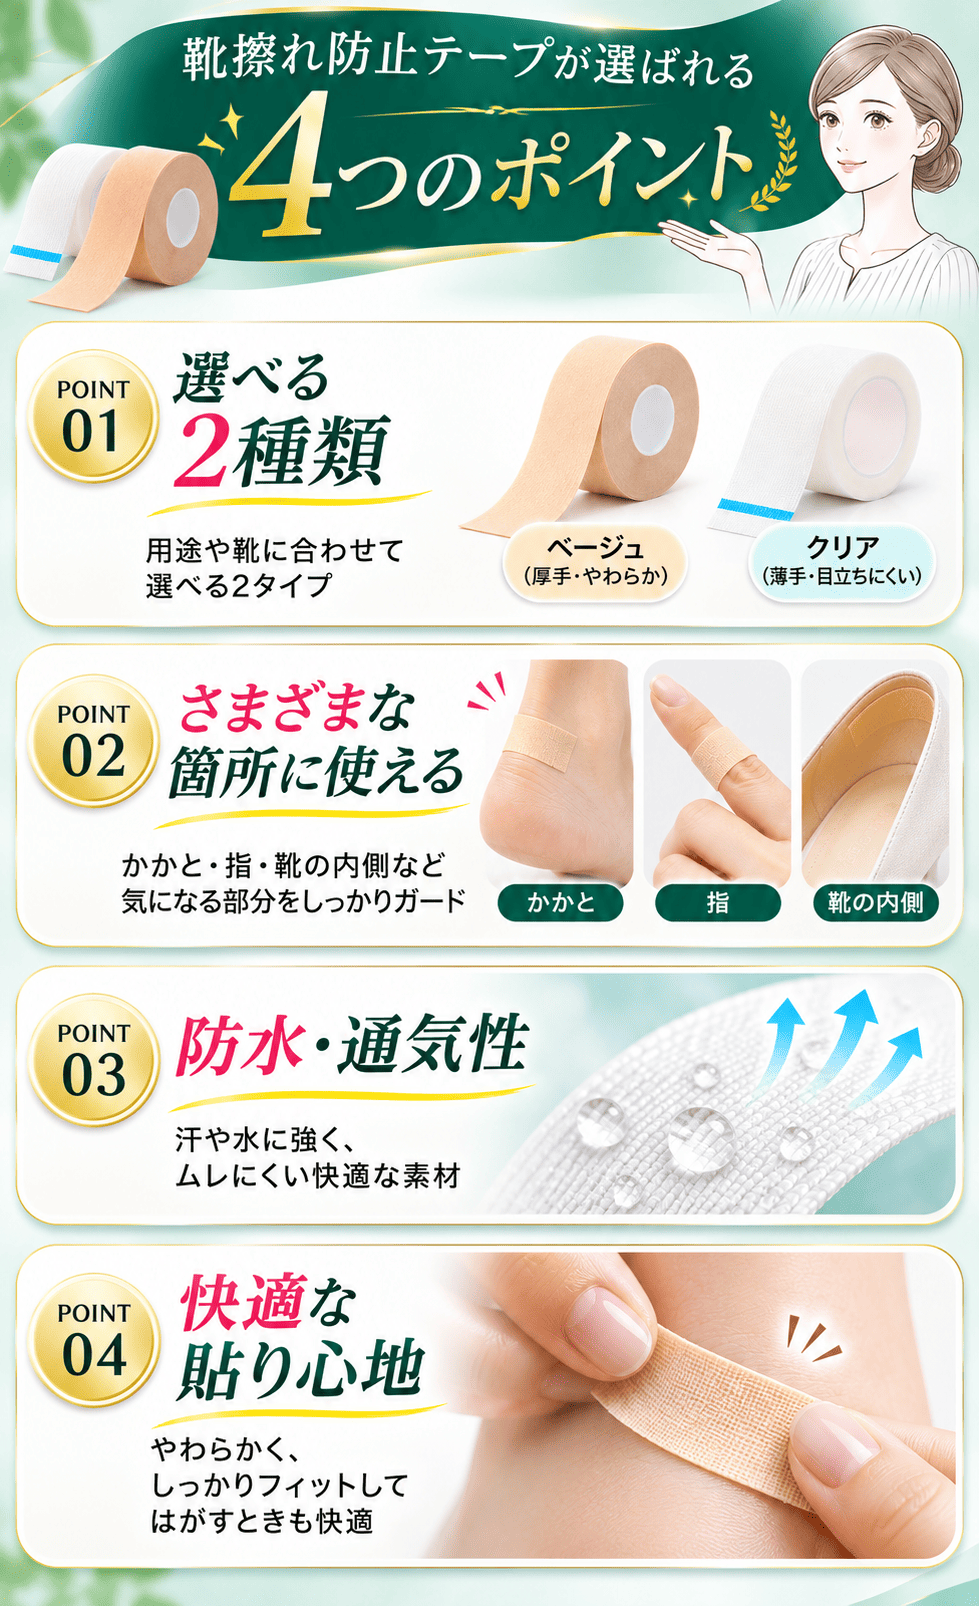 靴擦れ防止テープが選ばれる
4つのポイント
POINT
01
選べる
2種類
用途や靴に合わせて
選べる2タイプ
ベージュ
(厚手・やわらか)
クリア
(薄手・目立ちにくい)
POINT
02
さまざまな
箇所に使える
かかと・指・靴の内側など
気になる部分をしっかりガード
かかと
指
靴の内側
POINT
03
防水・通気性
汗や水に強く、
ムレにくい快適な素材
POINT
04
快適な
貼り心地
やわらかく、
しっかりフィットして
はがすときも快適